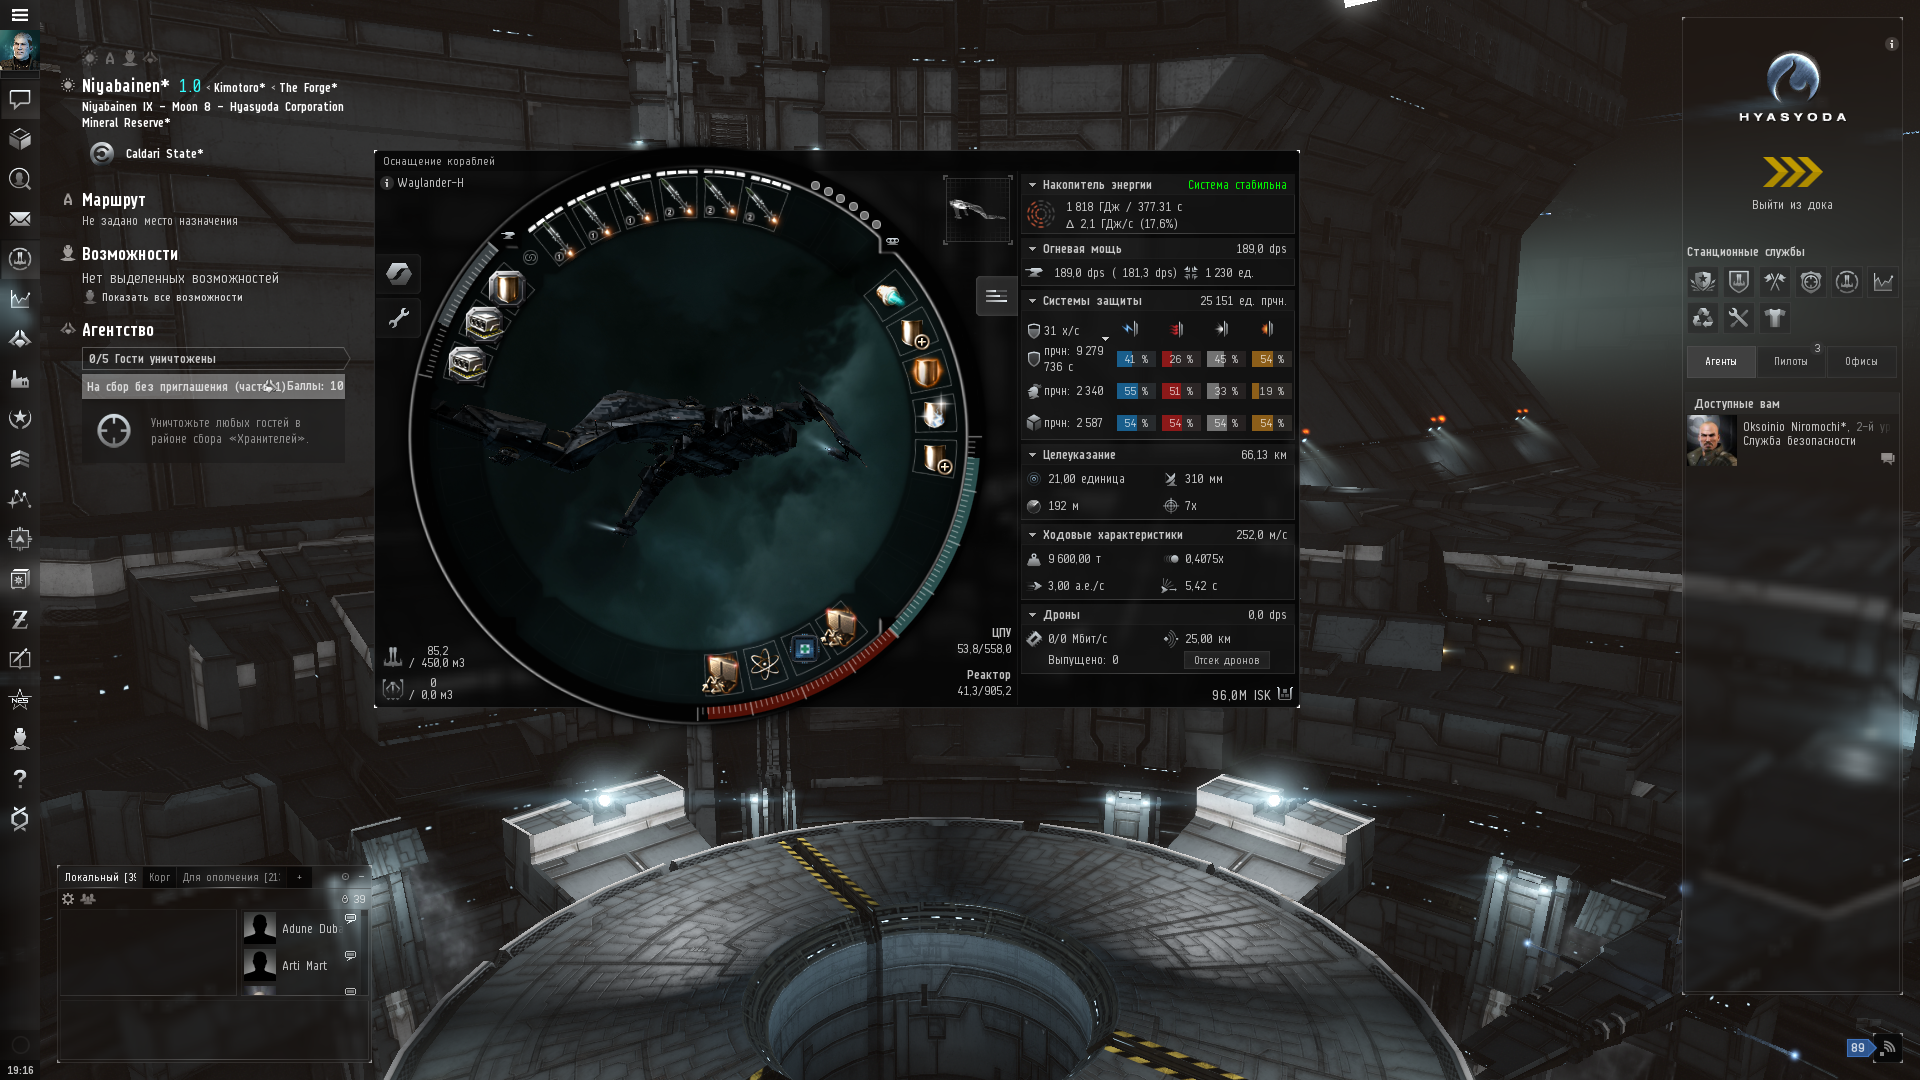 Niyabainen* 1.0 < Kimotoro* < The Forge*
Niyabainen IX - Moon 8 - Hyasyoda Corporation
Mineral Reserve*
Caldari State*
Маршрут
Не задано место назначения
Возможности
Нет выделенных возможностей
Показать все возможности
Агентство
0/5 Гости уничтожены
На сбор без приглашения (часть 1) Баллы: 10
Уничтожьте любых гостей в
районе сбора «Хранителей».
Оснащение кораблей
Waylander-H
85,2
/ 450,0 м3
0
/ 0,0 м3
ЦПУ
53,8/558,0
Реактор
41,3/905,2
Накопитель энергии Система стабильна
1 818 ГДж / 377.31 с
Δ 2,1 ГДж/с (17,6%)
Огневая мощь 189,0 dps
189,0 dps ( 181,3 dps) 1 230 ед.
Системы защиты 25 151 ед. прчн.
31 х/с
прчн: 9 279
736 с
41 % 26 % 45 % 54 %
прчн: 2 340 55 % 51 % 33 % 19 %
прчн: 2 587 54 % 54 % 54 % 54 %
Целеуказание 66,13 км
21,00 единица 310 мм
192 м 7x
Ходовые характеристики 252,0 м/с
9 600,00 т 0,4075x
3,00 а.е./с 5,42 с
Дроны 0,0 dps
0/0 Мбит/с 25,00 км
Выпущено: 0 Отсек дронов
96,0M ISK
HYASYODA
Выйти из дока
Станционные службы
Агенты Пилоты 3 Офисы
Доступные вам
Oksoinio Niromochi*, 2-й
Служба безопасности
Локальный [39 Корп Для ополчения [21 +
0 39
Adune Dub
Arti Mart
NES
89
19:16